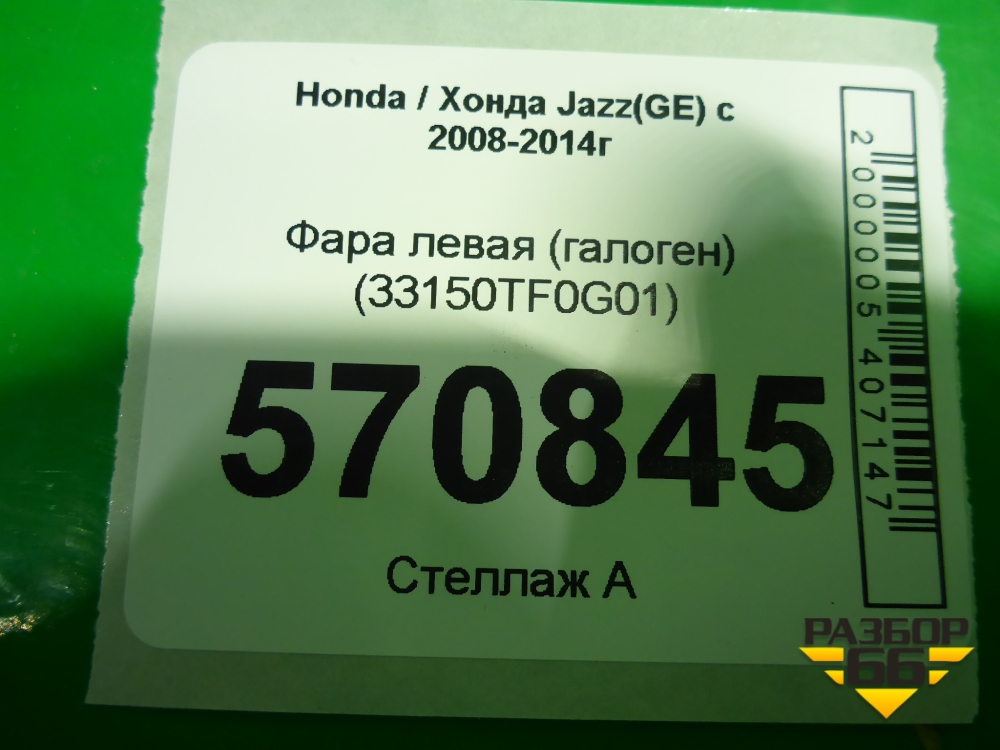 Honda / Хонда Jazz(GE) с
2008-2014г
Фара левая (галоген)
(33150TF0G01)
570845
Стеллаж А
2000005407147
РАЗБОР
66